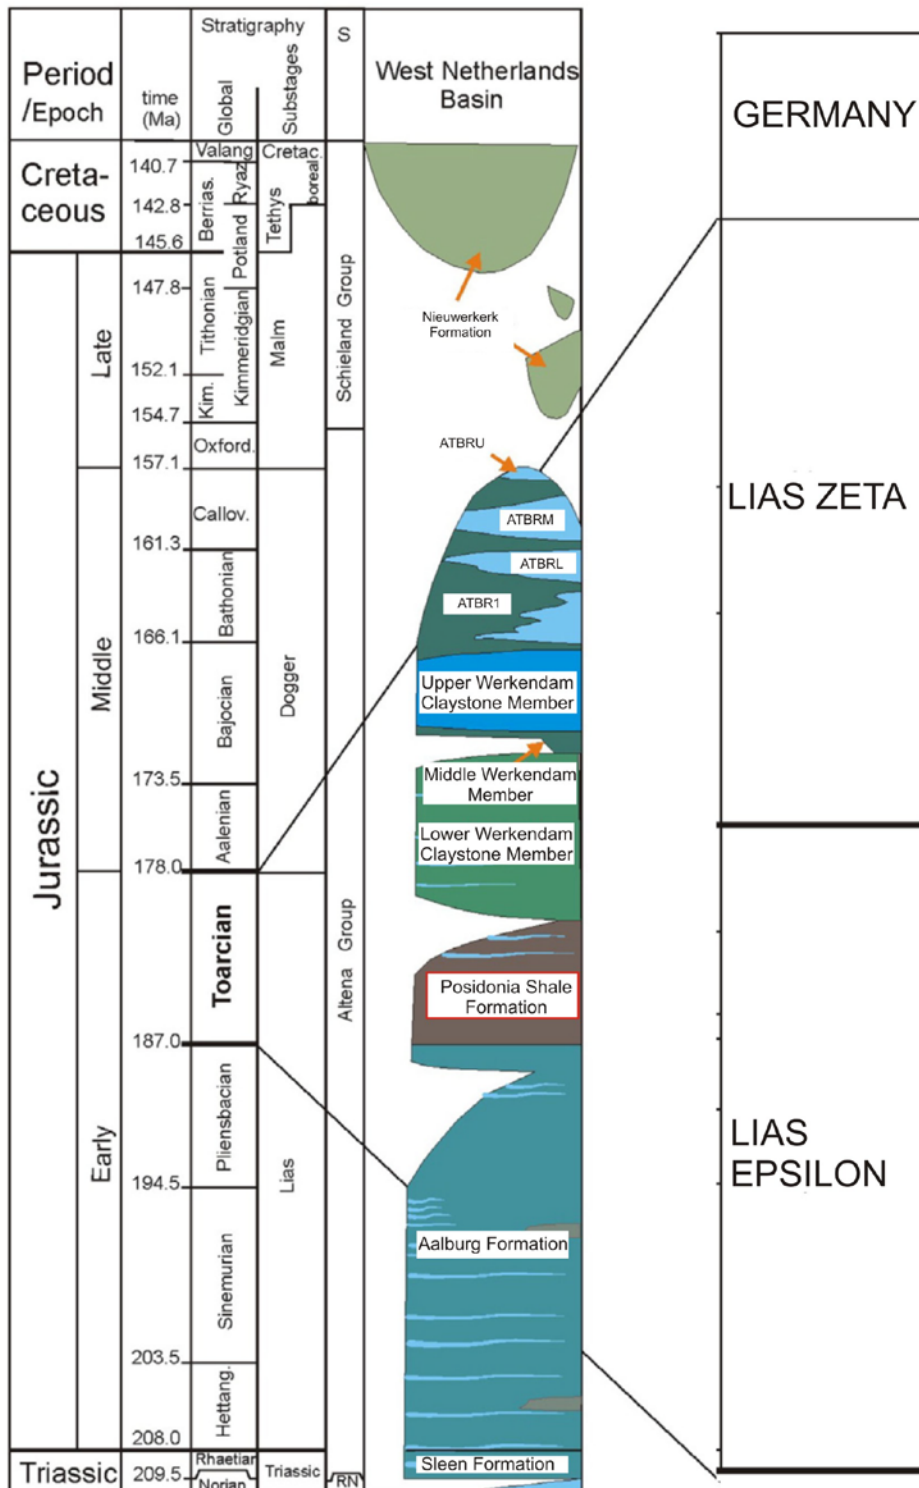 Stratigraphy
Period
/Epoch
time
(Ma)
Global
Substages
S
West Netherlands
Basin
GERMANY
Creta-
ceous
Jurassic
Triassic
Late
Middle
Early
140.7
142.8
145.6
147.8
152.1
154.7
157.1
161.3
166.1
173.5
178.0
187.0
194.5
203.5
208.0
209.5
Valang
Cretac.
Berrias.
Ryaz.
Potland
Tethys
boreal
Tithonian
Kimmeridgian
Kim.
Malm
Oxford.
Callov.
Bathonian
Bajocian
Aalenian
Dogger
Toarcian
Pliensbacian
Sinemurian
Hettang.
Lias
Rhaetian
Norian
Triassic
Schieland Group
Altena Group
RN
Nieuwerkerk
Formation
ATBRU
ATBRM
ATBRL
ATBR1
Upper Werkendam
Claystone Member
Middle Werkendam
Member
Lower Werkendam
Claystone Member
Posidonia Shale
Formation
Aalburg Formation
Sleen Formation
LIAS ZETA
LIAS
EPSILON